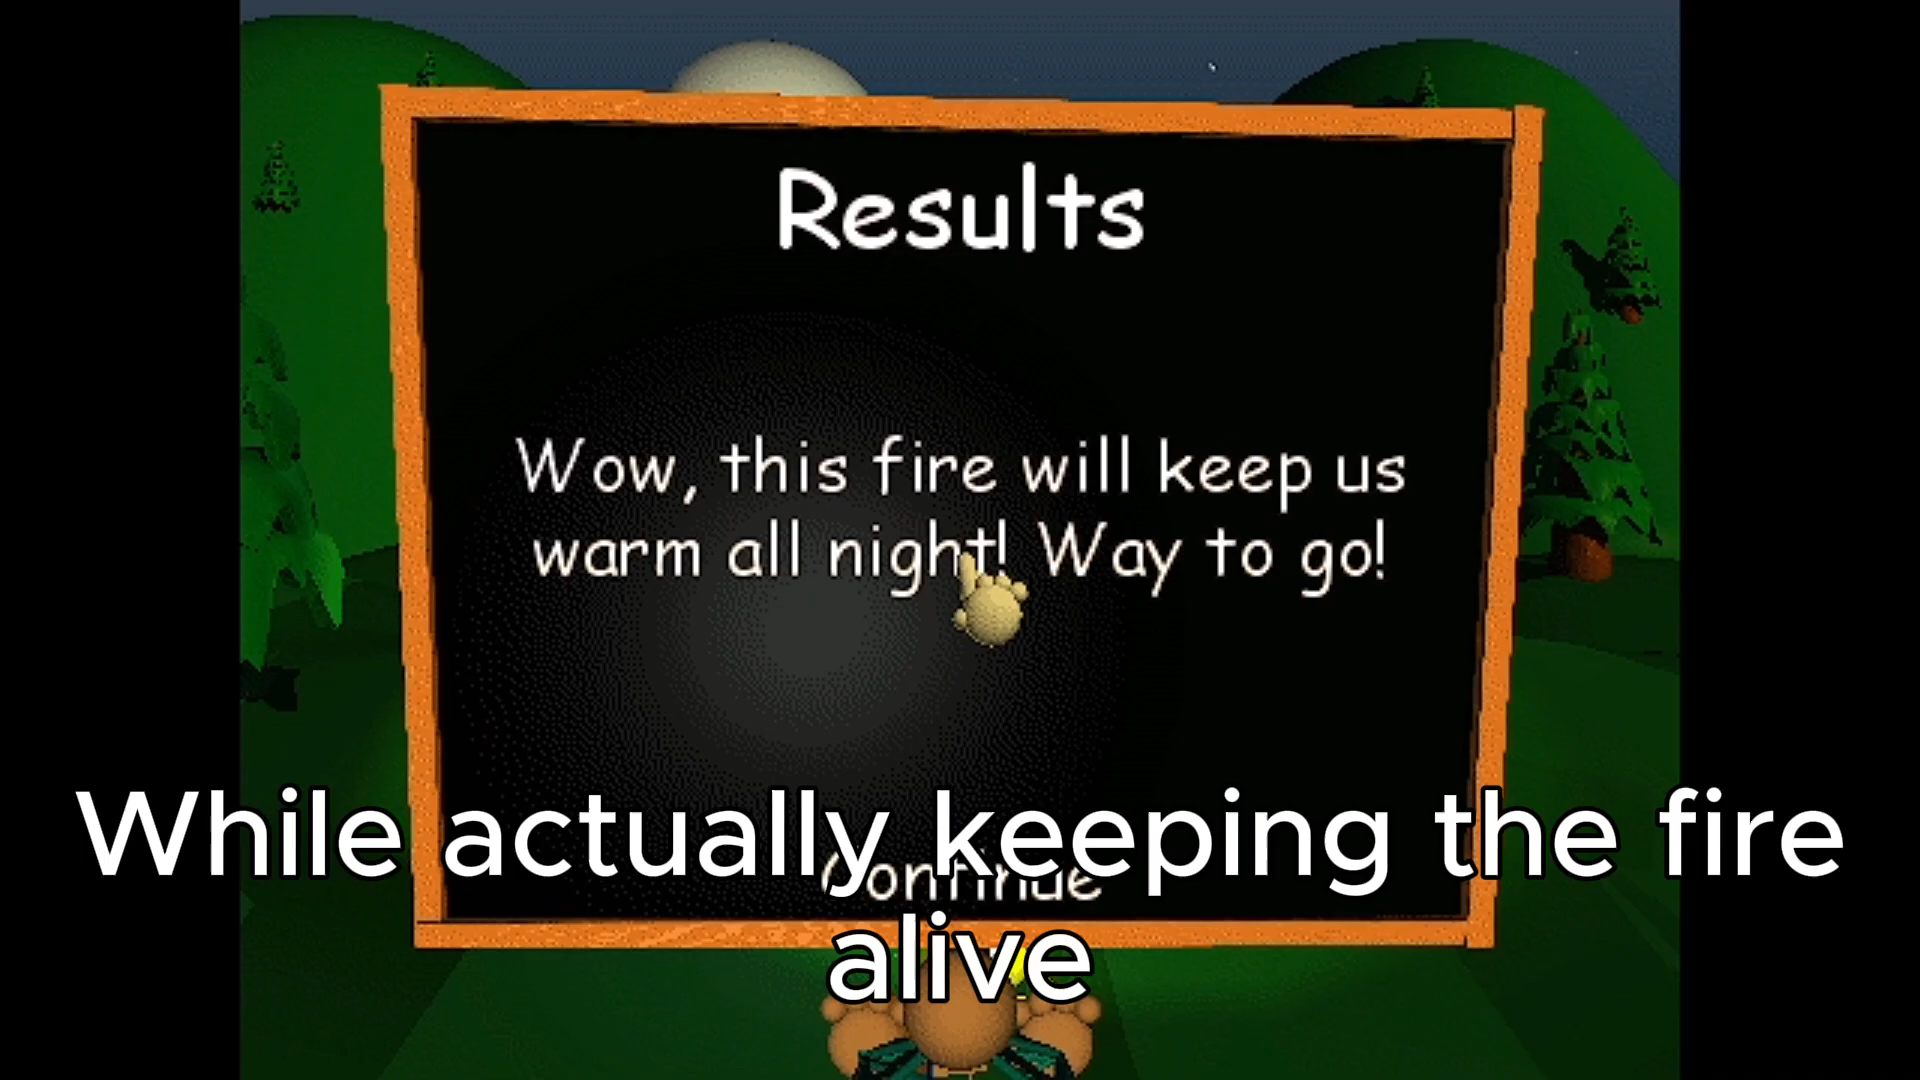 Results
Wow, this fire will keep us
warm all night! Way to go!
Continue
While actually keeping the fire
alive